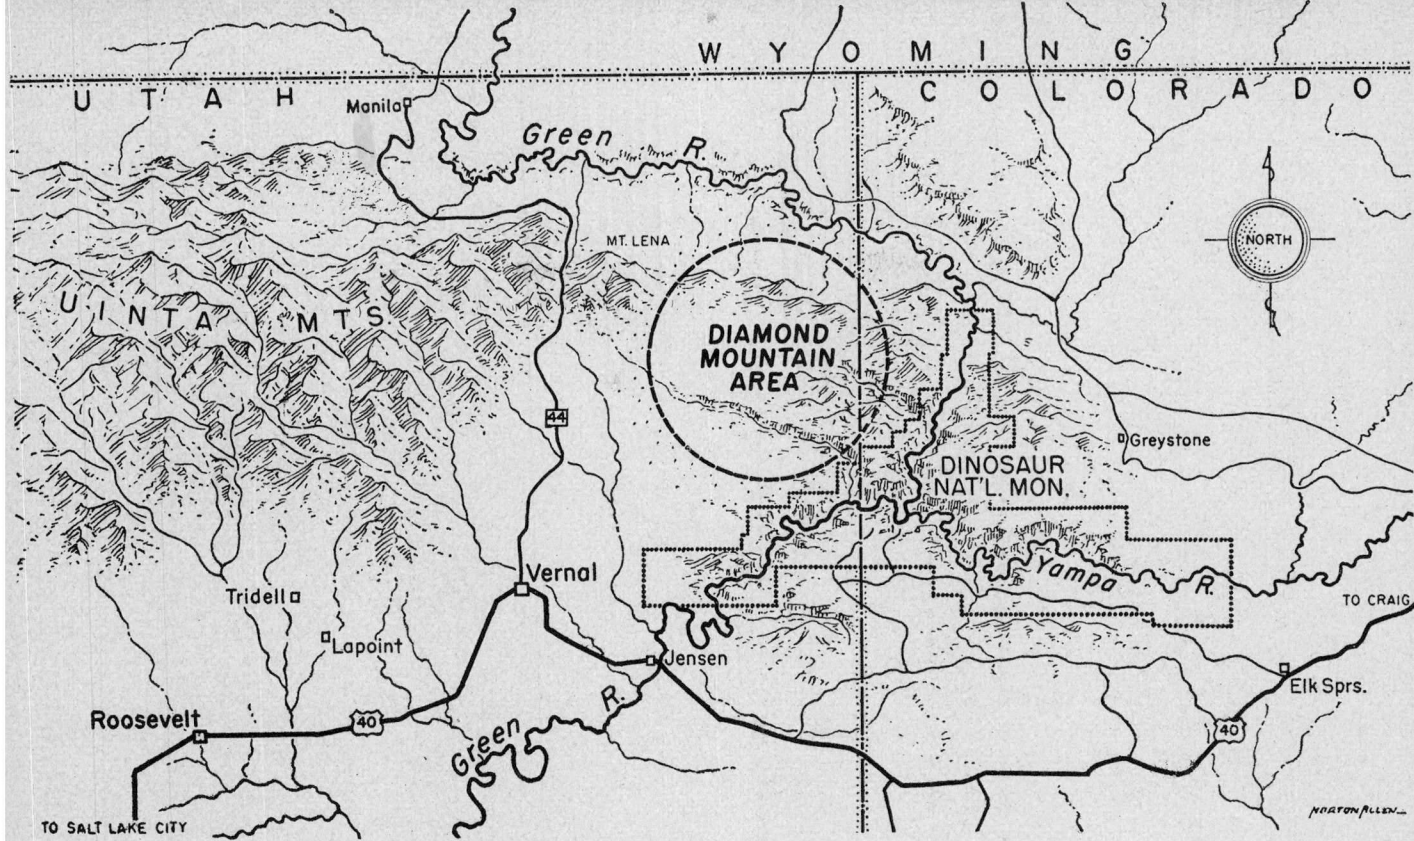 WYOMING
UTAH
COLORADO
Manila
Green R.
NORTH
MT. LENA
UINTA MTS
DIAMOND
MOUNTAIN
AREA
44
Greystone
DINOSAUR
NAT'L. MON.
Vernal
Yampa R.
Tridell
TO CRAIG
Lapoint
Jensen
Elk Sprs.
Roosevelt
40
Green R.
40
TO SALT LAKE CITY
NORTON ALLEN